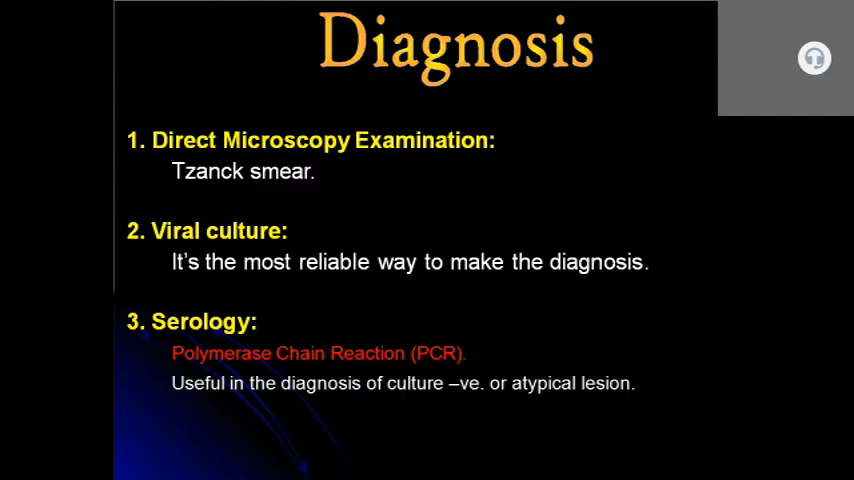 Diagnosis
1. Direct Microscopy Examination:
Tzanck smear.
2. Viral culture:
It's the most reliable way to make the diagnosis.
3. Serology:
Polymerase Chain Reaction (PCR).
Useful in the diagnosis of culture –ve. or atypical lesion.